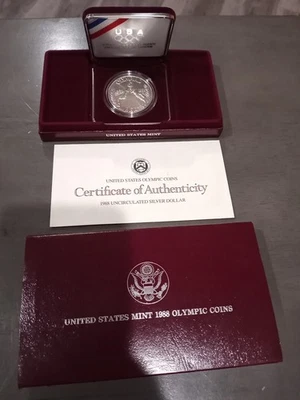 USA
UNITED STATES MINT
UNITED STATES OLYMPIC COINS
Certificate of Authenticity
1988 UNCIRCULATED SILVER DOLLAR
UNITED STATES MINT 1988 OLYMPIC COINS